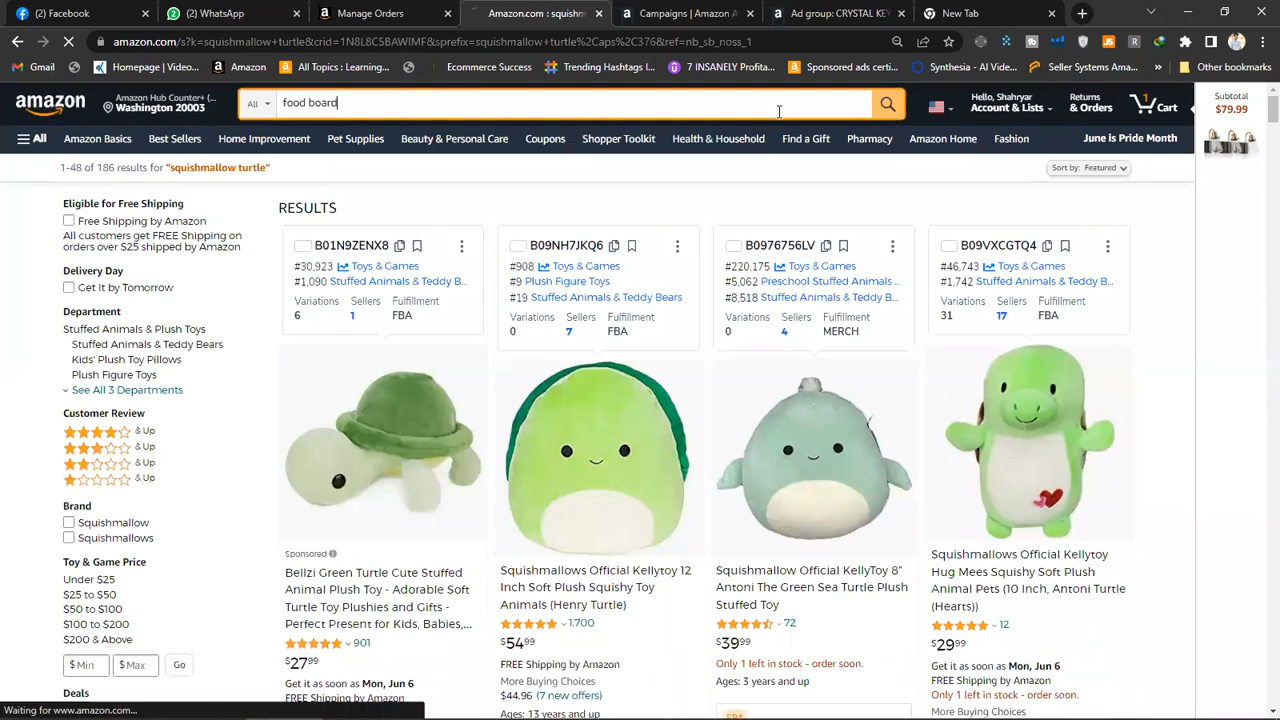 (2) Facebook
(2) WhatsApp
Manage Orders
Amazon.com : squishm
Campaigns | Amazon A
Ad group: CRYSTAL KE
New Tab
amazon.com/s?k=squishmallow+turtle&crid=1N8L8C5BAWIMF&sprefix=squishmallow+turtle%2Caps%2C376&ref=nb_sb_noss_1
Gmail
Homepage | Video...
Amazon
All Topics : Learning...
Ecommerce Success
Trending Hashtags I...
7 INSANELY Profita...
Sponsored ads certi...
Synthesia - AI Vide...
Seller Systems Ama...
»
Other bookmarks
amazon
Amazon Hub Counter+ (...
Washington 20003
All
food board
Hello, Shahryar
Account & Lists
Returns
& Orders
1
Cart
Subtotal
$79.99
All
Amazon Basics
Best Sellers
Prime Video
Pet Supplies
Beauty & Personal Care
Coupons
Shopper Toolkit
Health & Household
Find a Gift
Pharmacy
Amazon Home
Fashion
June is Pride Month
1-48 of 186 results for "squishmallow turtle"
Sort by: Featured
Eligible for Free Shipping
Free Shipping by Amazon
All customers get FREE Shipping on
orders over $25 shipped by Amazon
Delivery Day
Get It by Tomorrow
Department
Stuffed Animals & Plush Toys
Stuffed Animals & Teddy Bears
Kids' Plush Toy Pillows
Plush Figure Toys
See All 3 Departments
Customer Review
& Up
& Up
& Up
& Up
Brand
Squishmallow
Squishmallows
Toy & Game Price
Under $25
$25 to $50
$50 to $100
$100 to $200
$200 & Above
$ Min
$ Max
Go
Deals
RESULTS
B01N9ZENX8
#30,923 Toys & Games
#1,090 Stuffed Animals & Teddy B...
Variations Sellers Fulfillment
6 1 FBA
Sponsored
Bellzi Green Turtle Cute Stuffed
Animal Plush Toy - Adorable Soft
Turtle Toy Plushies and Gifts -
Perfect Present for Kids, Babies,...
901
$2799
Get it as soon as Mon, Jun 6
FREE Shipping by Amazon
B09NH7JKQ6
#908 Toys & Games
#9 Plush Figure Toys
#19 Stuffed Animals & Teddy Bears
Variations Sellers Fulfillment
0 7 FBA
Squishmallows Official Kellytoy 12
Inch Soft Plush Squishy Toy
Animals (Henry Turtle)
1,700
$5499
FREE Shipping by Amazon
More Buying Choices
$44.96 (7 new offers)
Ages: 13 years and up
B0976756LV
#220,175 Toys & Games
#5,062 Preschool Stuffed Animals ...
#8,518 Stuffed Animals & Teddy B...
Variations Sellers Fulfillment
0 4 MERCH
Squishmallow Official KellyToy 8"
Antoni The Green Sea Turtle Plush
Stuffed Toy
72
$3999
Only 1 left in stock - order soon.
Ages: 3 years and up
FBA
B09VXCGTQ4
#46,743 Toys & Games
#1,742 Stuffed Animals & Teddy B...
Variations Sellers Fulfillment
31 17 FBA
Squishmallows Official Kellytoy
Hug Mees Squishy Soft Plush
Animal Pets (10 Inch, Antoni Turtle
(Hearts))
12
$2999
Get it as soon as Mon, Jun 6
FREE Shipping by Amazon
Only 1 left in stock - order soon.
More Buying Choices
Waiting for www.amazon.com...